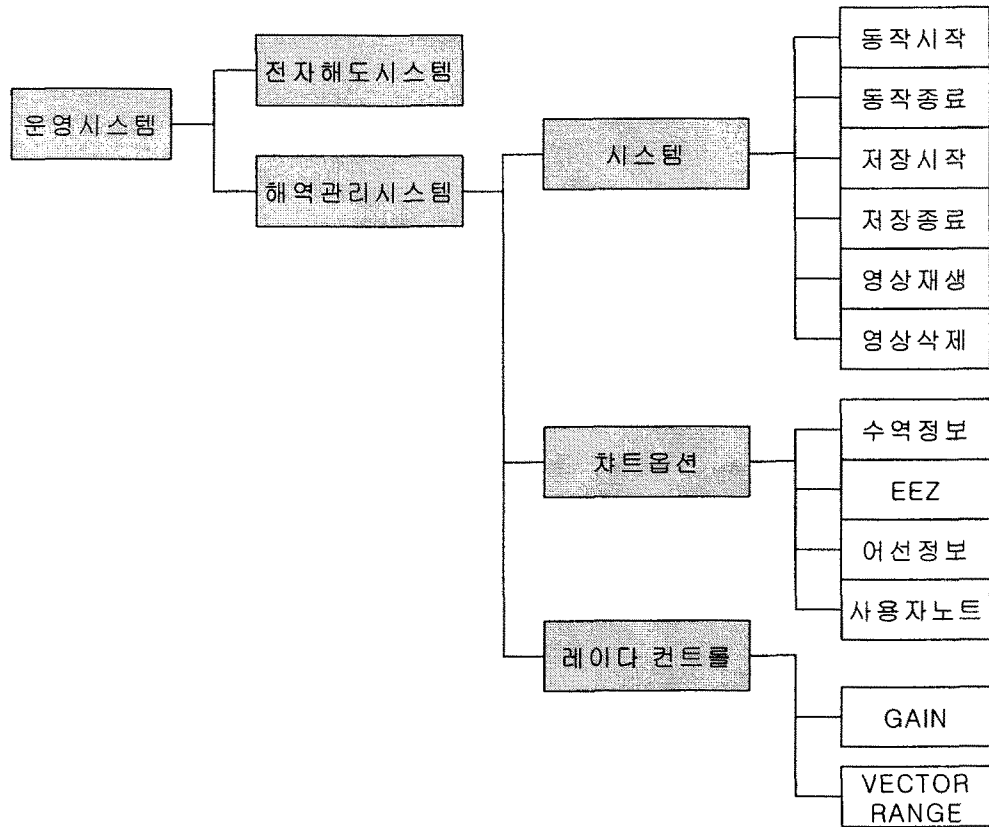 운영시스템
전자해도시스템
해역관리시스템
시스템
동작시작
동작종료
저장시작
저장종료
영상재생
영상삭제
챠트옵션
수역정보
EEZ
어선정보
사용자노트
레이다 컨트롤
GAIN
VECTOR
RANGE